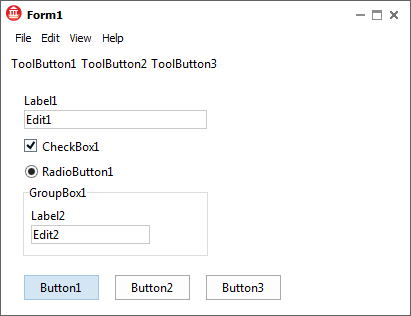 Form1
File Edit View Help
ToolButton1 ToolButton2 ToolButton3
Label1
Edit1
CheckBox1
RadioButton1
GroupBox1
Label2
Edit2
Button1 Button2 Button3